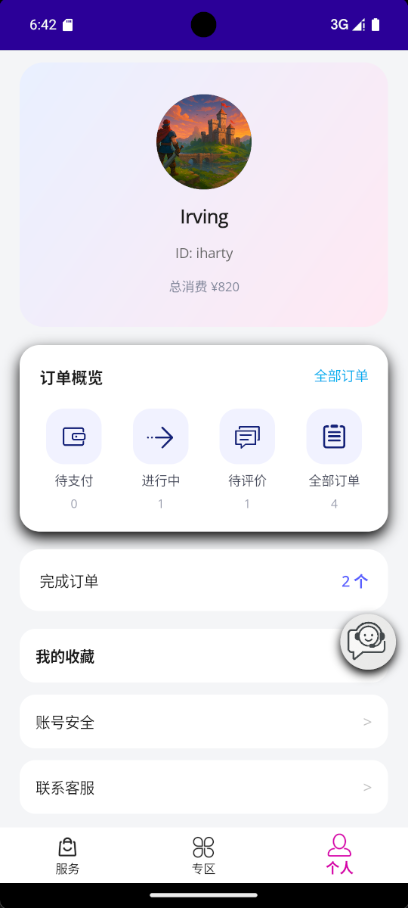 6:42 3G
Irving
ID: iharty
总消费 ¥820
订单概览 全部订单
待支付 进行中 待评价 全部订单
0 1 1 4
完成订单 2 个
我的收藏
账号安全 >
联系客服 >
服务 专区 个人